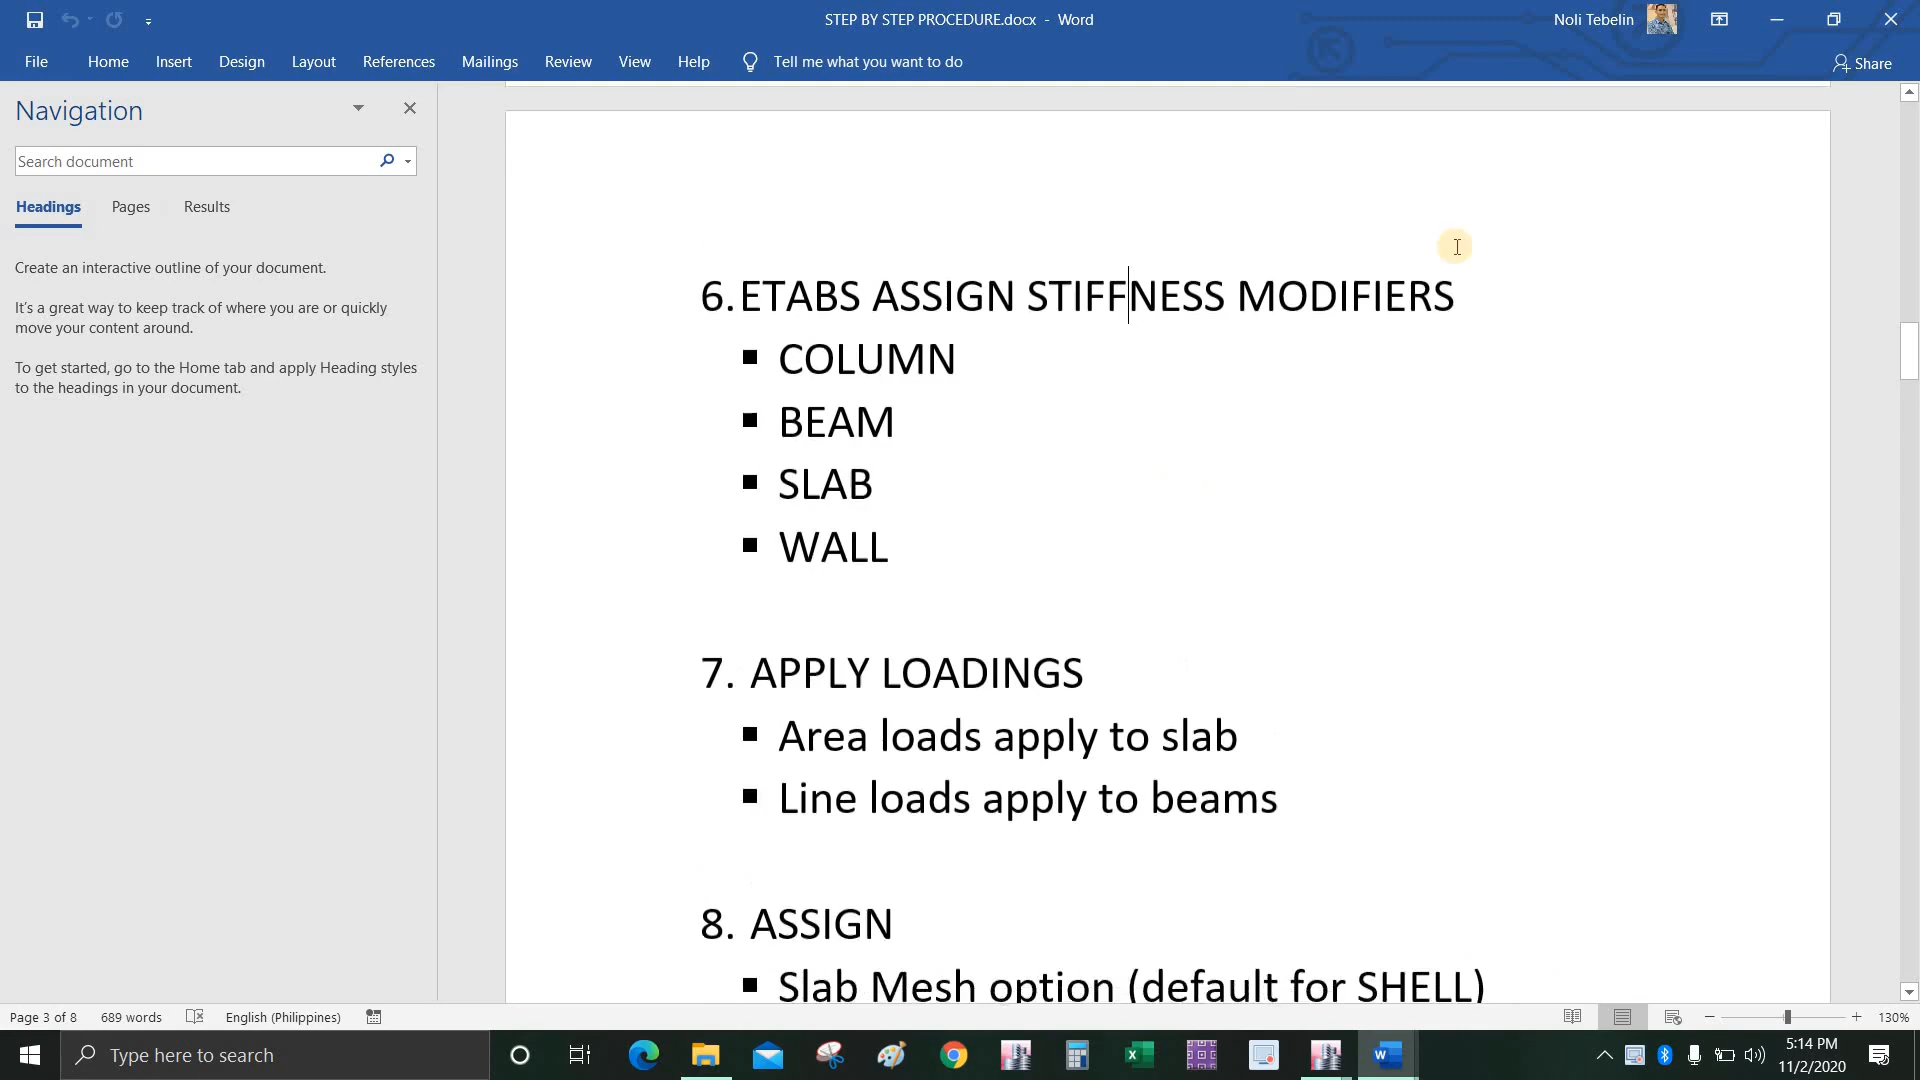 STEP BY STEP PROCEDURE.docx - Word
Noli Tebelin
File Home Insert Design Layout References Mailings Review View Help Tell me what you want to do
Share
Navigation
Search document
Headings Pages Results
Create an interactive outline of your document.
It's a great way to keep track of where you are or quickly
move your content around.
To get started, go to the Home tab and apply Heading styles
to the headings in your document.
6. ETABS ASSIGN STIFFNESS MODIFIERS
▪ COLUMN
▪ BEAM
▪ SLAB
▪ WALL
7. APPLY LOADINGS
▪ Area loads apply to slab
▪ Line loads apply to beams
8. ASSIGN
▪ Slab Mesh option (default for SHELL)
Page 3 of 8 689 words English (Philippines) 130%
Type here to search
5:14 PM
11/2/2020